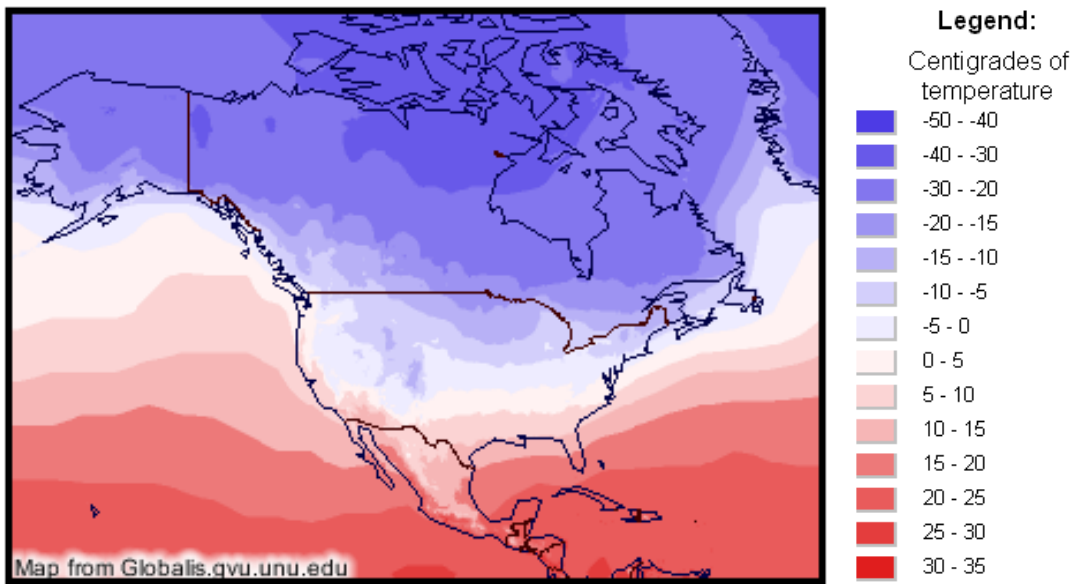 Legend:
Centigrades of
temperature
-50 - -40
-40 - -30
-30 - -20
-20 - -15
-15 - -10
-10 - -5
-5 - 0
0 - 5
5 - 10
10 - 15
15 - 20
20 - 25
25 - 30
30 - 35
Map from Globalis.gvu.unu.edu